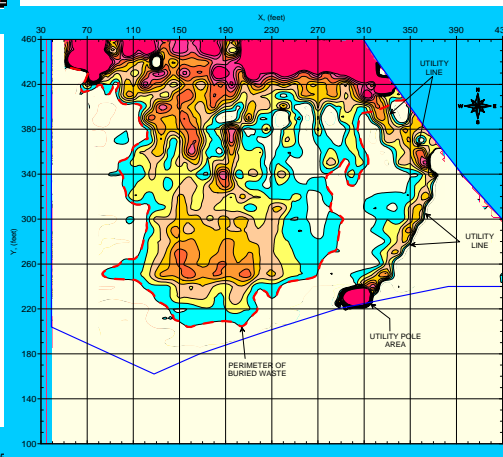 X, (feet)
30 70 110 150 190 230 270 310 350 390 43
460
420
380
340
300
260
220
180
140
100
Y, (feet)
UTILITY
LINE
N
W E
S
UTILITY
LINE
UTILITY POLE
AREA
PERIMETER OF
BURIED WASTE